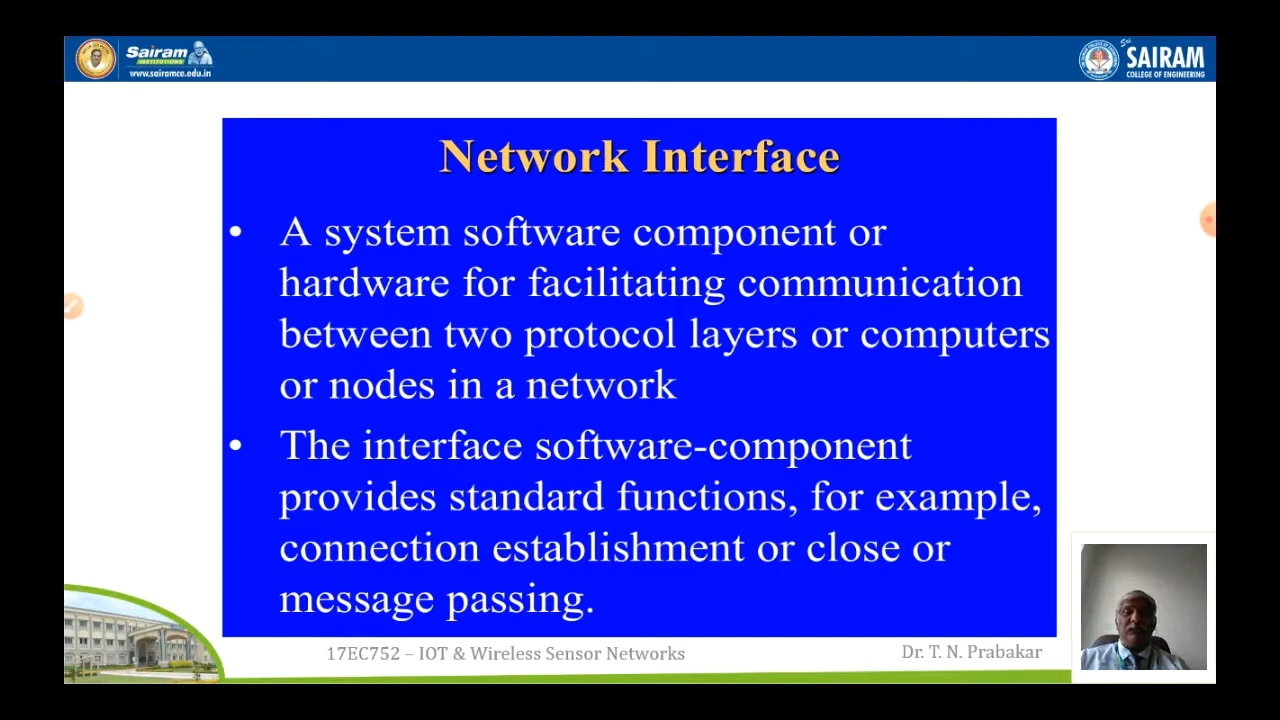 Sairam
INSTITUTIONS
www.sairamce.edu.in
Sri
SAIRAM
COLLEGE OF ENGINEERING
Network Interface
• A system software component or
hardware for facilitating communication
between two protocol layers or computers
or nodes in a network
• The interface software-component
provides standard functions, for example,
connection establishment or close or
message passing.
17EC752 – IOT & Wireless Sensor Networks
Dr. T. N. Prabakar